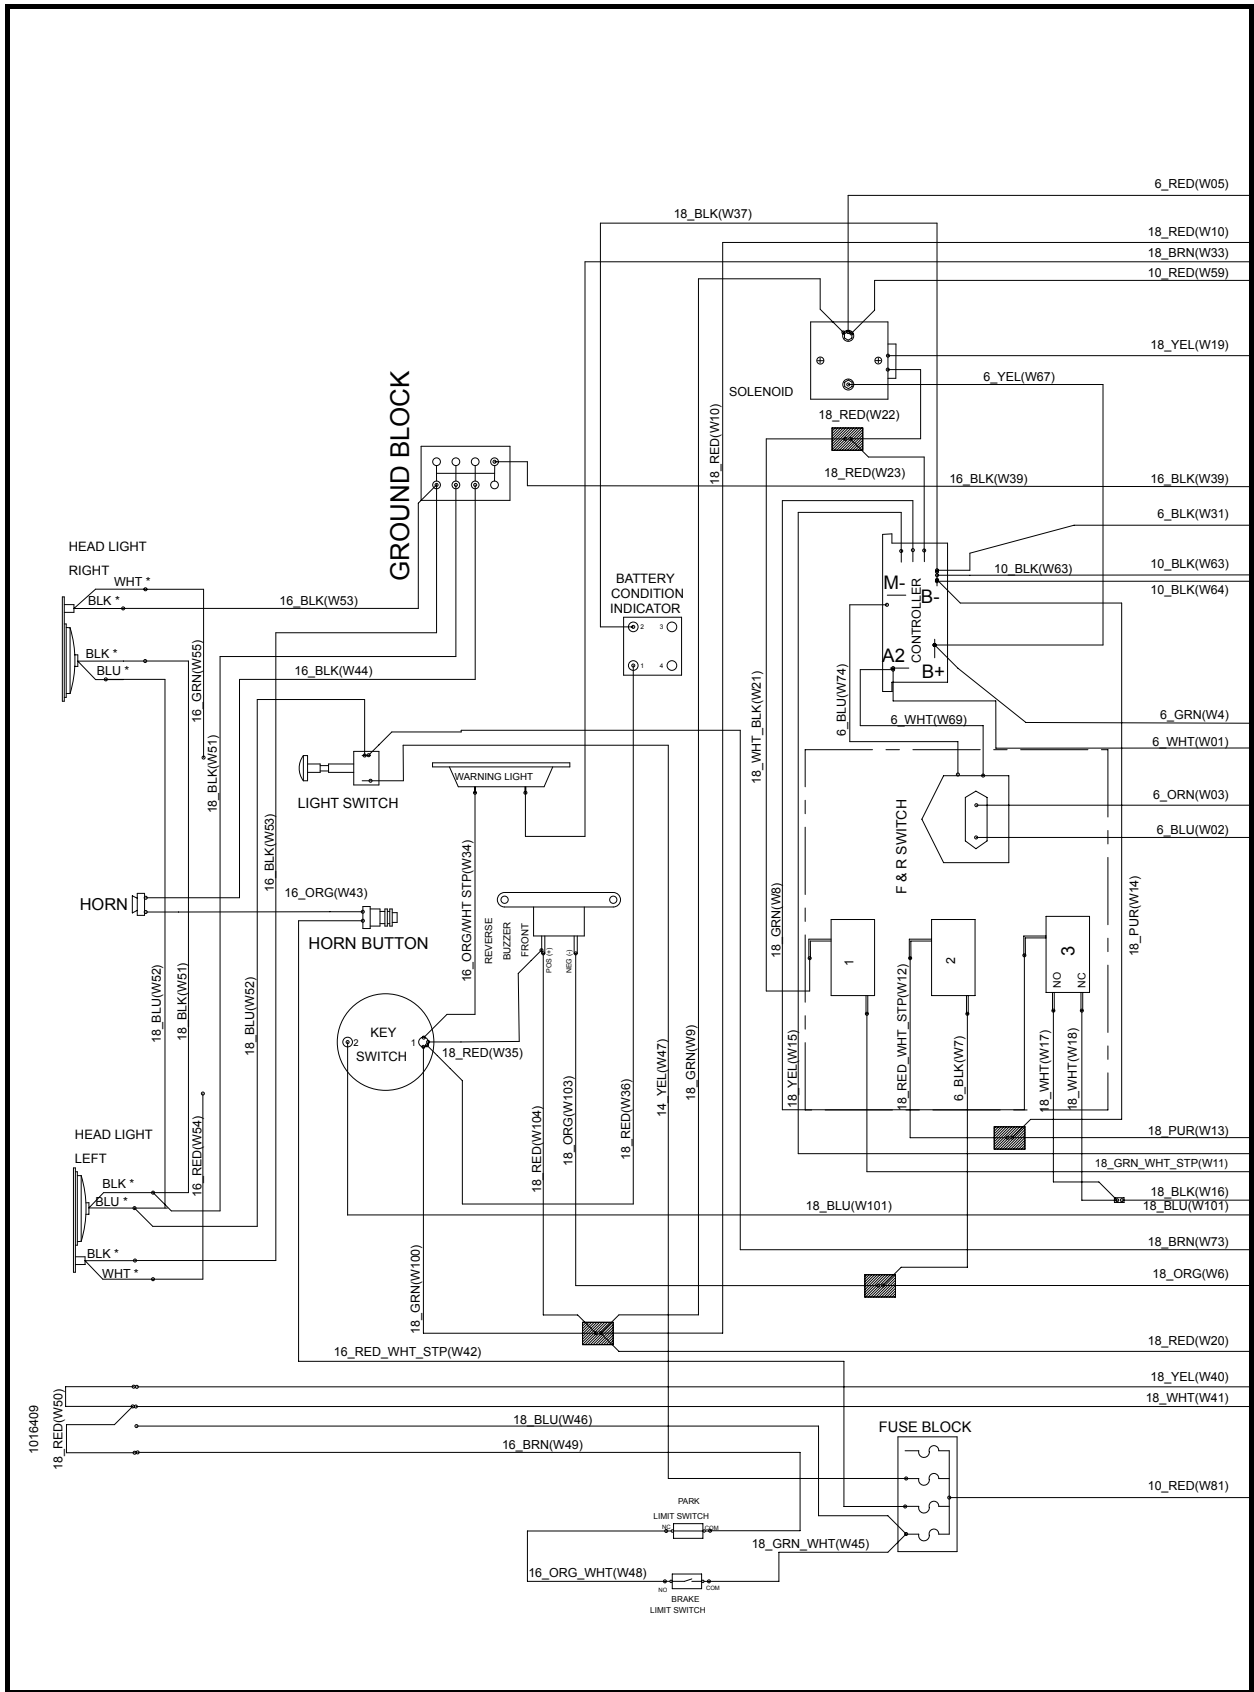 6_RED(W05)
18_BLK(W37)
18_RED(W10)
18_BRN(W33)
10_RED(W59)
18_YEL(W19)
6_YEL(W67)
SOLENOID
18_RED(W22)
18_RED(W10)
18_RED(W23)
GROUND BLOCK
16_BLK(W39)
16_BLK(W39)
6_BLK(W31)
HEAD LIGHT
RIGHT
WHT *
BLK *
16_BLK(W53)
BLK *
BLU *
16_GRN(W55)
16_BLK(W44)
BATTERY
CONDITION
INDICATOR
2
3
1
4
10_BLK(W63)
10_BLK(W63)
10_BLK(W64)
M-
B-
CONTROLLER
A2
B+
6_BLU(W74)
6_WHT(W69)
6_GRN(W4)
6_WHT(W01)
18_WHT_BLK(W21)
18_BLK(W51)
LIGHT SWITCH
WARNING LIGHT
6_ORN(W03)
6_BLU(W02)
F & R SWITCH
16_BLK(W53)
16_ORG/WHT STP(W34)
HORN
16_ORG(W43)
HORN BUTTON
REVERSE
BUZZER
FRONT
POS (+)
NEG (-)
18_GRN(W8)
18_PUR(W14)
1
2
3
NO
NC
18_BLU(W52)
18_BLK(W51)
18_BLU(W52)
KEY
SWITCH
2
1
18_RED(W35)
14_YEL(W47)
18_GRN(W9)
18_YEL(W15)
18_RED_WHT_STP(W12)
6_BLK(W7)
18_WHT(W17)
18_WHT(W18)
18_RED(W104)
18_ORG(W103)
18_RED(W36)
HEAD LIGHT
LEFT
16_RED(W54)
BLK *
BLU *
BLK *
WHT *
18_PUR(W13)
18_GRN_WHT_STP(W11)
18_BLK(W16)
18_BLU(W101)
18_BLU(W101)
18_BRN(W73)
18_ORG(W6)
18_GRN(W100)
18_RED(W20)
16_RED_WHT_STP(W42)
18_YEL(W40)
18_WHT(W41)
1016409
18_RED(W50)
18_BLU(W46)
16_BRN(W49)
FUSE BLOCK
10_RED(W81)
PARK
LIMIT SWITCH
NC
COM
18_GRN_WHT(W45)
16_ORG_WHT(W48)
NO
COM
BRAKE
LIMIT SWITCH